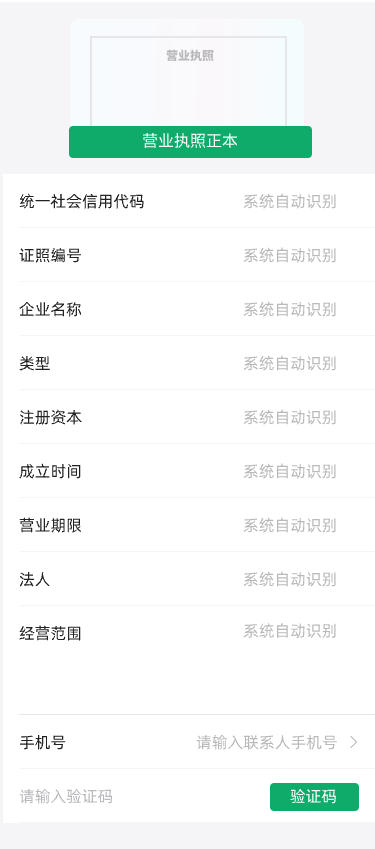 营业执照
营业执照正本
统一社会信用代码 系统自动识别
证照编号 系统自动识别
企业名称 系统自动识别
类型 系统自动识别
注册资本 系统自动识别
成立时间 系统自动识别
营业期限 系统自动识别
法人 系统自动识别
经营范围 系统自动识别
手机号 请输入联系人手机号
请输入验证码 验证码